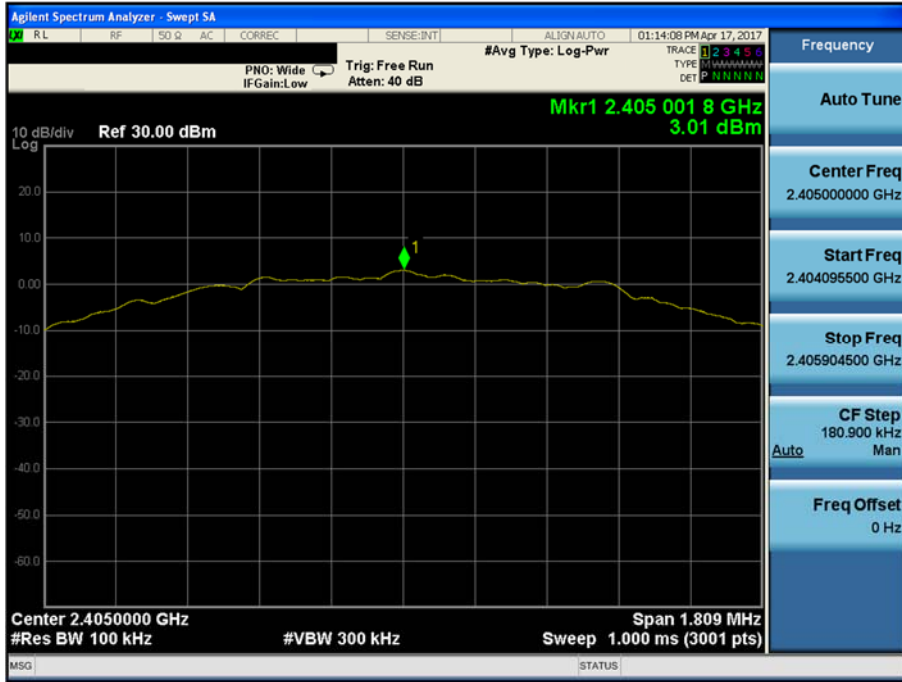 Agilent Spectrum Analyzer - Swept SA
LXI RL RF 50 Ω AC CORREC SENSE:INT ALIGN AUTO 01:14:08 PM Apr 17, 2017
#Avg Type: Log-Pwr
TRACE 1 2 3 4 5 6
TYPE M WWWWW
DET P N N N N N
PNO: Wide
IFGain:Low
Trig: Free Run
Atten: 40 dB
Mkr1 2.405 001 8 GHz
3.01 dBm
10 dB/div
Log
Ref 30.00 dBm
20.0
10.0
0.00
-10.0
-20.0
-30.0
-40.0
-50.0
-60.0
1
Center 2.4050000 GHz
Span 1.809 MHz
#Res BW 100 kHz
#VBW 300 kHz
Sweep 1.000 ms (3001 pts)
MSG
STATUS
Frequency
Auto Tune
Center Freq
2.405000000 GHz
Start Freq
2.404095500 GHz
Stop Freq
2.405904500 GHz
CF Step
180.900 kHz
Auto Man
Freq Offset
0 Hz